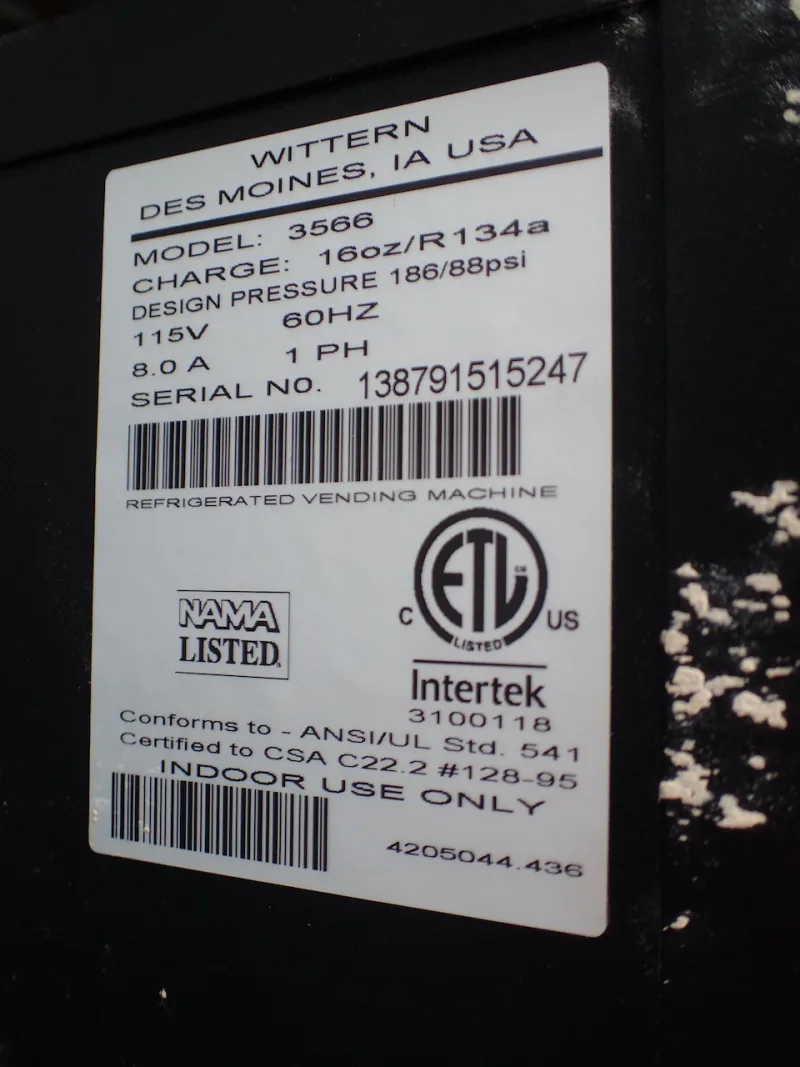 WITTERN
DES MOINES, IA USA
MODEL: 3566
CHARGE: 16oz/R134a
DESIGN PRESSURE 186/88psi
115V 60HZ
8.0 A 1 PH
SERIAL NO. 138791515247
REFRIGERATED VENDING MACHINE
NAMA
LISTED
ETL CM
C US
LISTED
Intertek
3100118
Conforms to - ANSI/UL Std. 541
Certified to CSA C22.2 #128-95
INDOOR USE ONLY
4205044.436